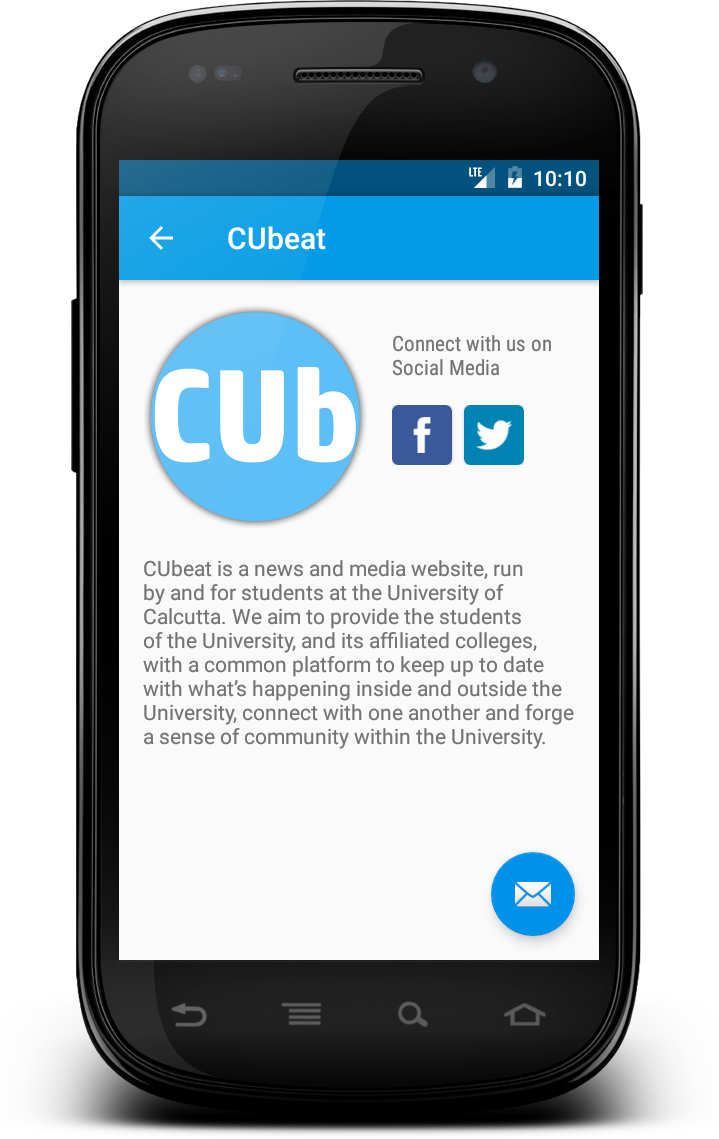 LTE 10:10
CUbeat
CUb
Connect with us on
Social Media
f
CUbeat is a news and media website, run
by and for students at the University of
Calcutta. We aim to provide the students
of the University, and its affiliated colleges,
with a common platform to keep up to date
with what’s happening inside and outside the
University, connect with one another and forge
a sense of community within the University.